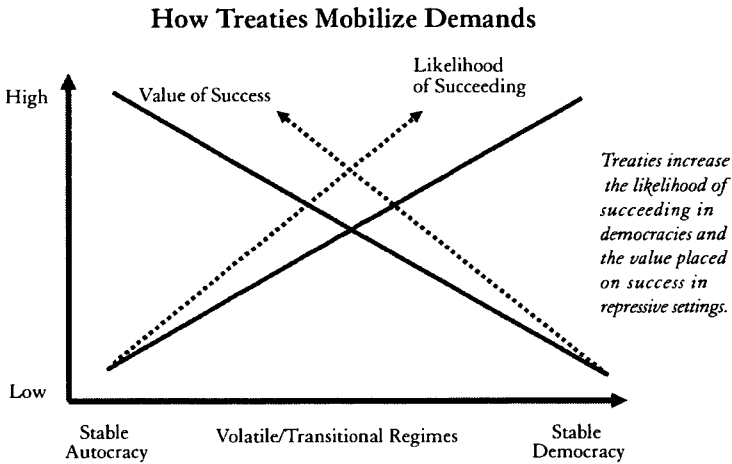 How Treaties Mobilize Demands
High
Value of Success
Likelihood
of Succeeding
Treaties increase
the likelihood of
succeeding in
democracies and
the value placed
on success in
repressive settings.
Low
Stable
Autocracy
Volatile/Transitional Regimes
Stable
Democracy